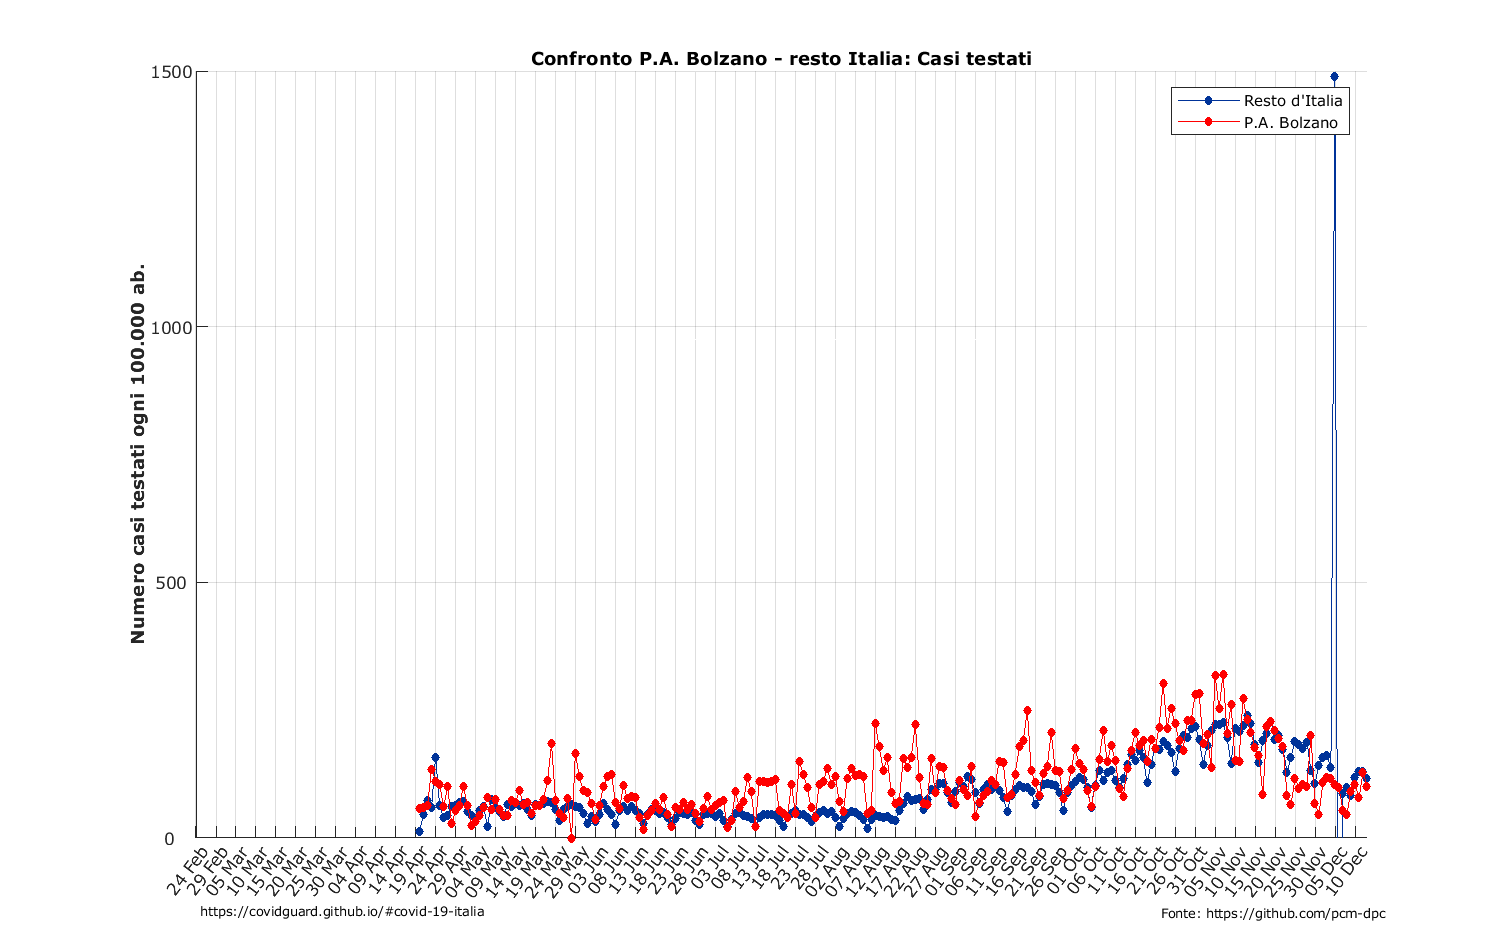 Confronto P.A. Bolzano - resto Italia: Casi testati
Resto d'Italia
P.A. Bolzano
Numero casi testati ogni 100.000 ab.
1500
1000
500
0
24 Feb
29 Feb
05 Mar
10 Mar
15 Mar
20 Mar
25 Mar
30 Mar
04 Apr
09 Apr
14 Apr
19 Apr
24 Apr
29 Apr
04 May
09 May
14 May
19 May
24 May
29 May
03 Jun
08 Jun
13 Jun
18 Jun
23 Jun
28 Jun
03 Jul
08 Jul
13 Jul
18 Jul
23 Jul
28 Jul
02 Aug
07 Aug
12 Aug
17 Aug
22 Aug
27 Aug
01 Sep
06 Sep
11 Sep
16 Sep
21 Sep
26 Sep
01 Oct
06 Oct
11 Oct
16 Oct
21 Oct
26 Oct
31 Oct
05 Nov
10 Nov
15 Nov
20 Nov
25 Nov
30 Nov
05 Dec
10 Dec
https://covidguard.github.io/#covid-19-italia
Fonte: https://github.com/pcm-dpc